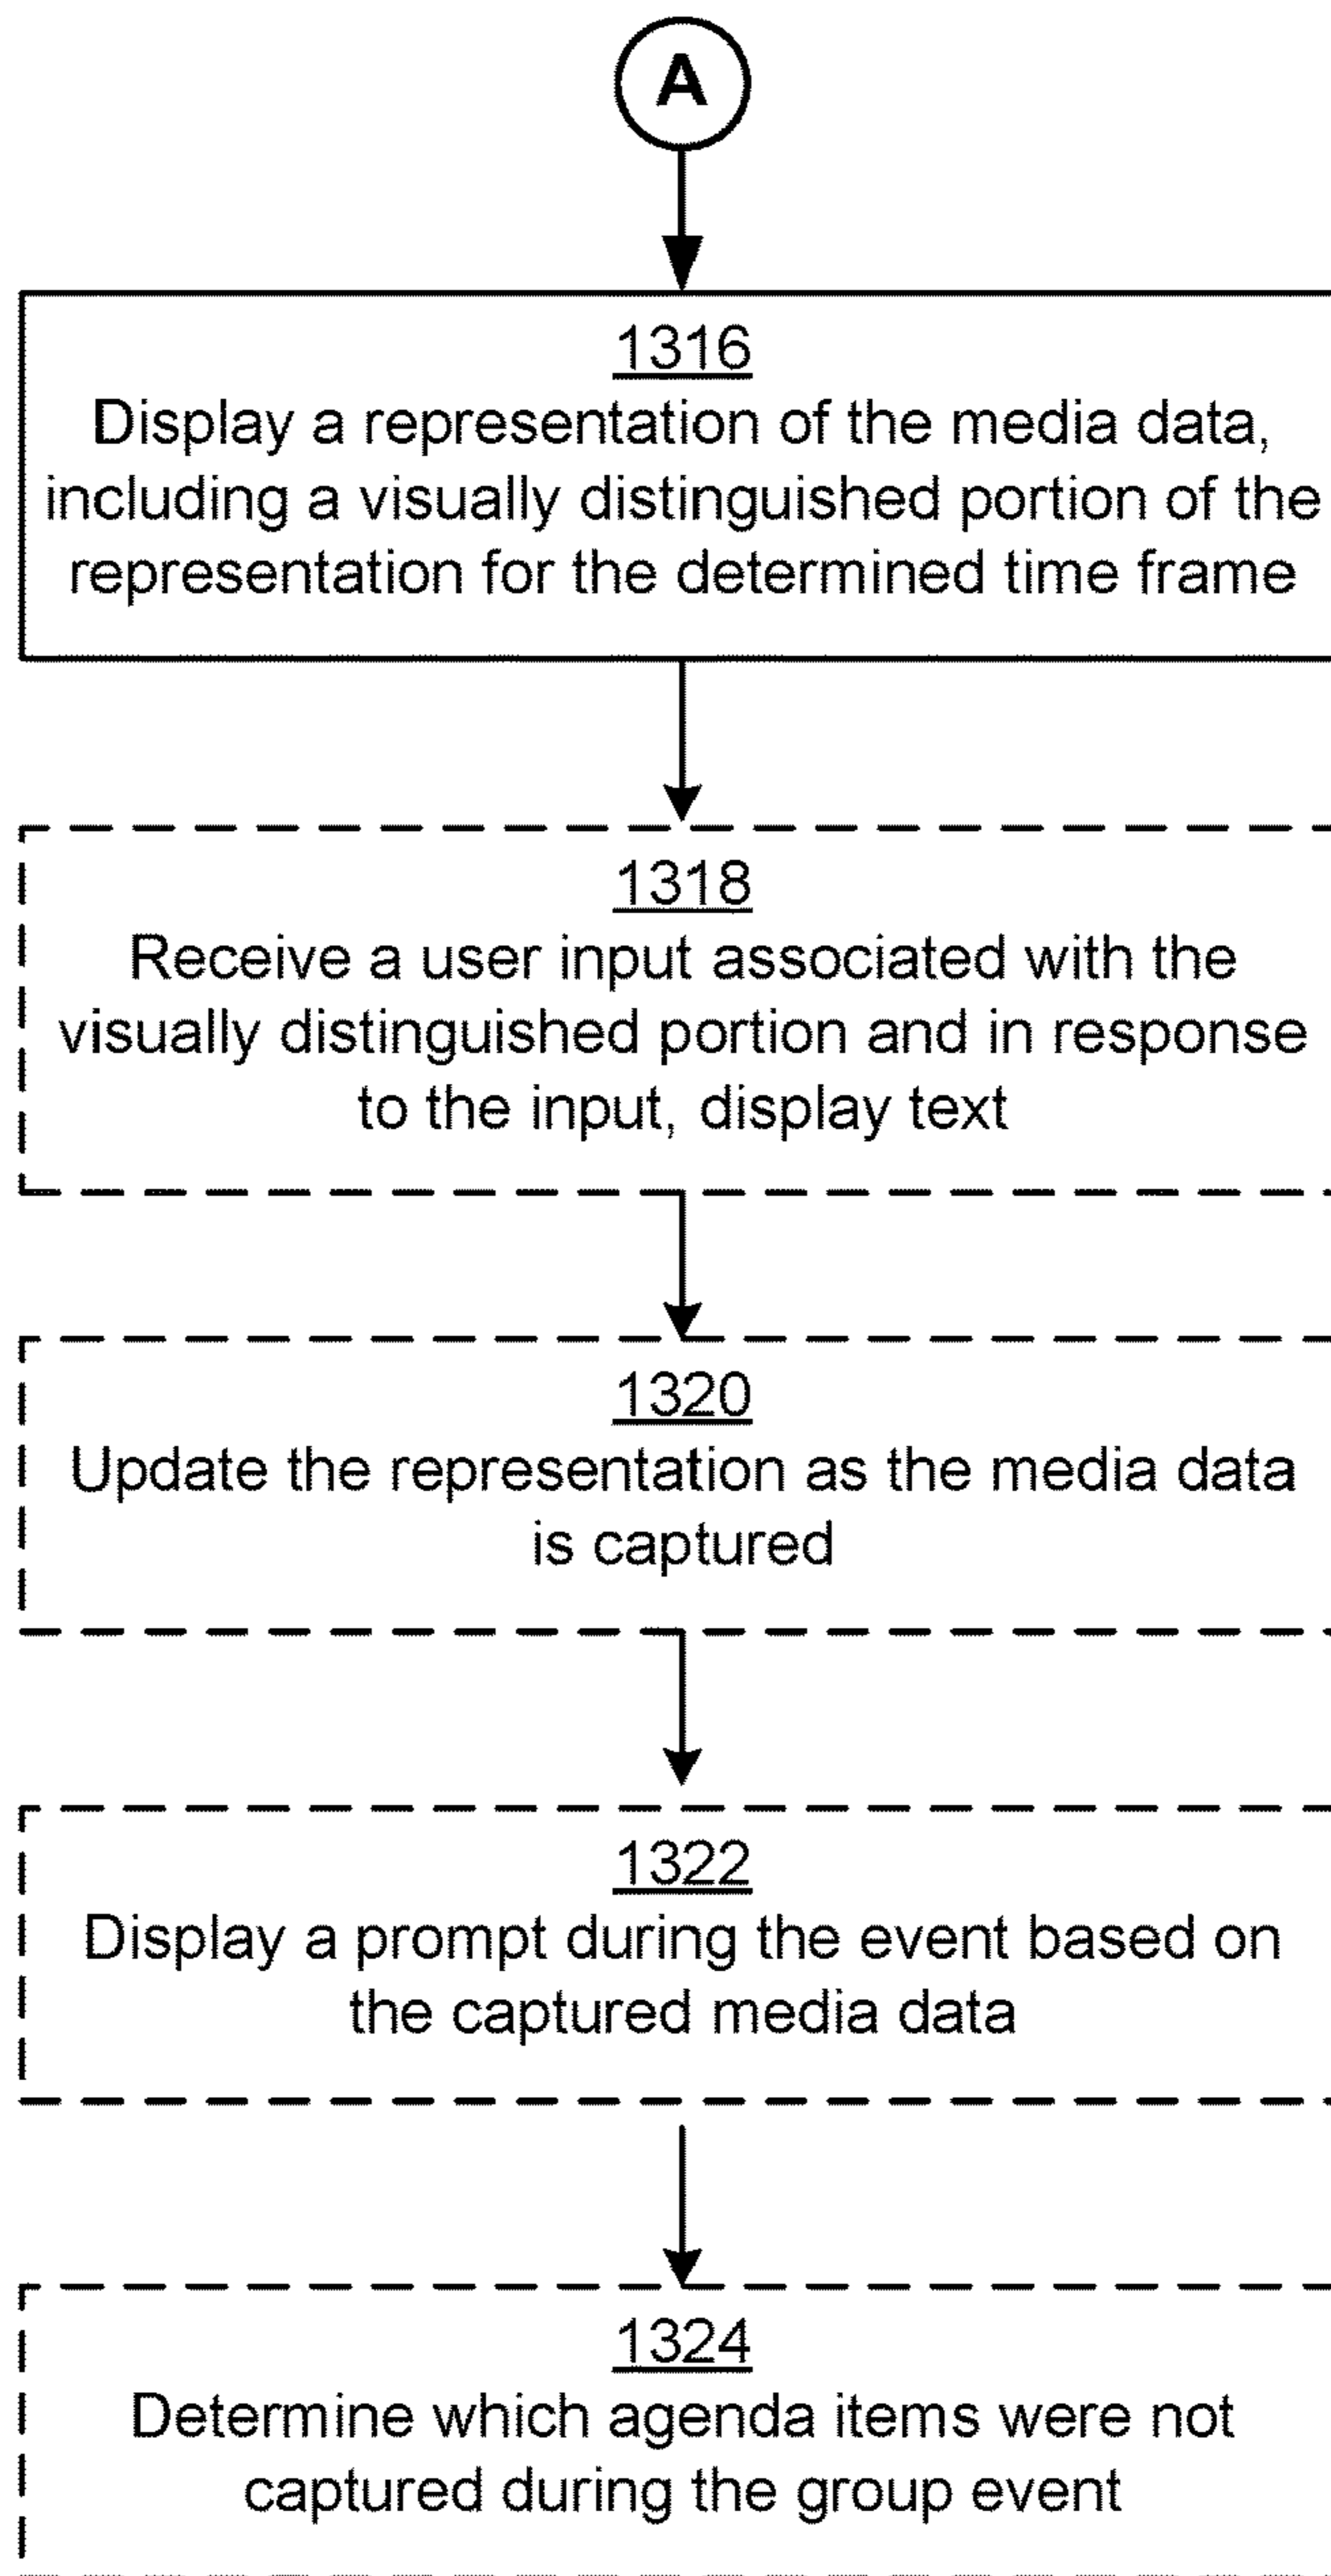 A
1316
Display a representation of the media data,
including a visually distinguished portion of the
representation for the determined time frame
1318
Receive a user input associated with the
visually distinguished portion and in response
to the input, display text
1320
Update the representation as the media data
is captured
1322
Display a prompt during the event based on
the captured media data
1324
Determine which agenda items were not
captured during the group event